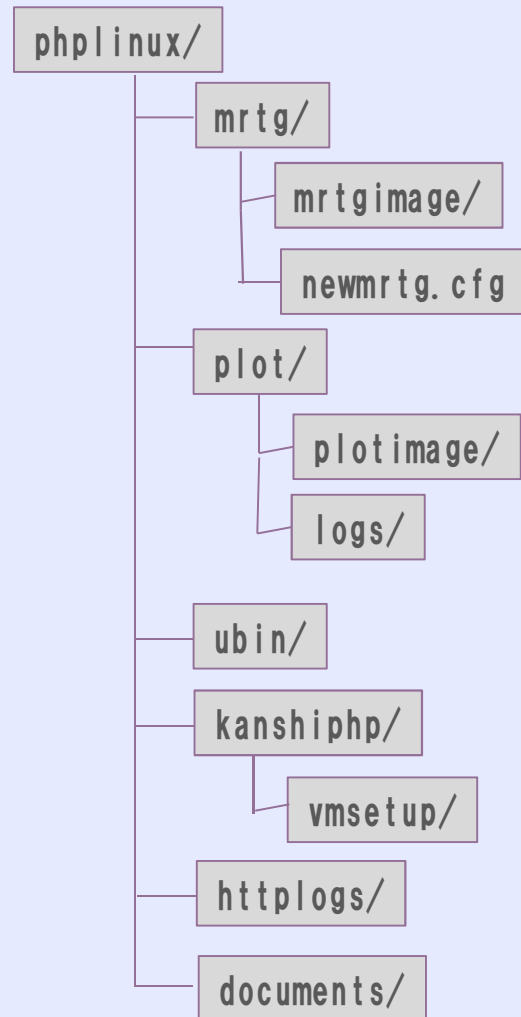 phplinux/
mrtg/
mrtgimage/
newmrtg.cfg
plot/
plotimage/
logs/
ubin/
kanshiphp/
vmsetup/
httplogs/
documents/